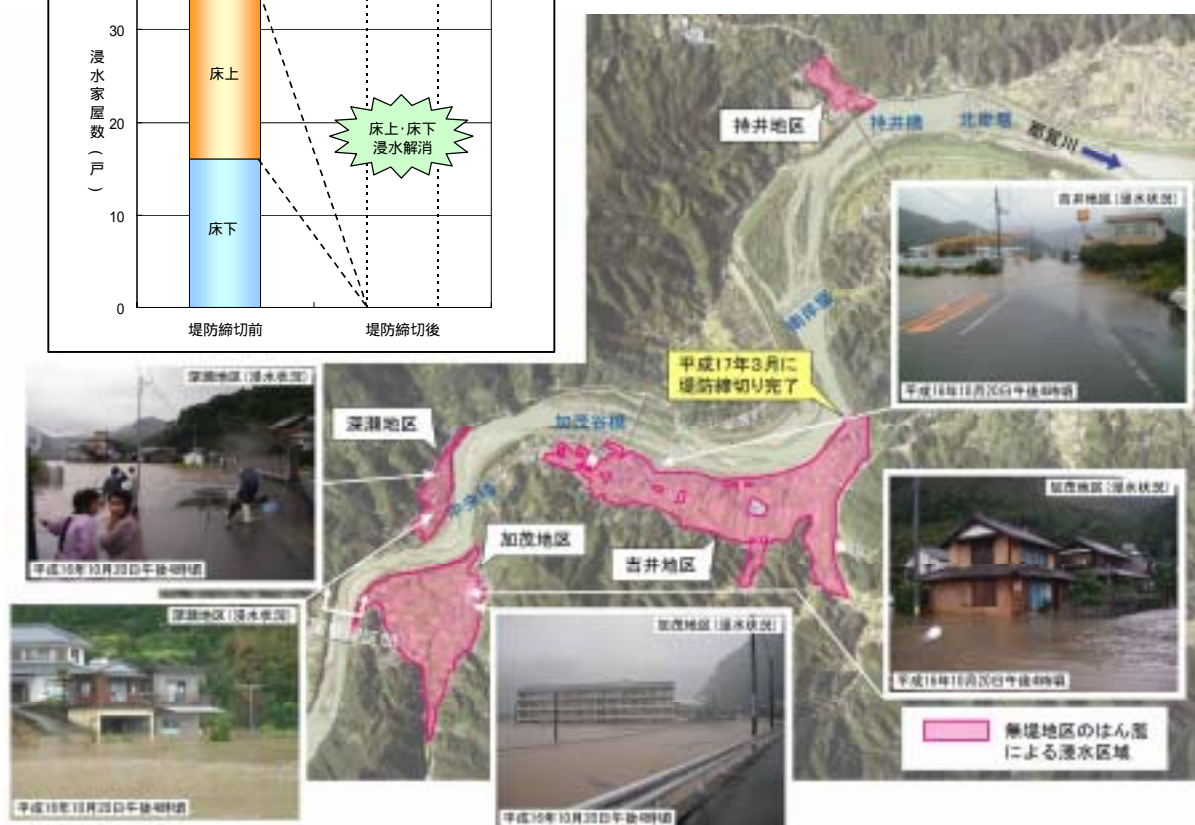 30
浸水家屋数(戸)
床上
20
床上・床下
浸水解消
10
床下
0
堤防締切前
堤防締切後
持井地区
持井橋
北岸堰
那賀川
吉井地区(浸水状況)
平成16年10月20日午後4時頃
南岸堰
平成17年3月に
堤防締切り完了
深瀬地区(浸水状況)
平成16年10月20日午後4時頃
深瀬地区
加茂谷橋
中央橋
加茂地区
吉井地区
加茂地区(浸水状況)
平成16年10月20日午後4時頃
深瀬地区(浸水状況)
平成16年10月20日午後4時頃
加茂地区(浸水状況)
平成16年10月20日午後4時頃
無堤地区のはん濫
による浸水区域